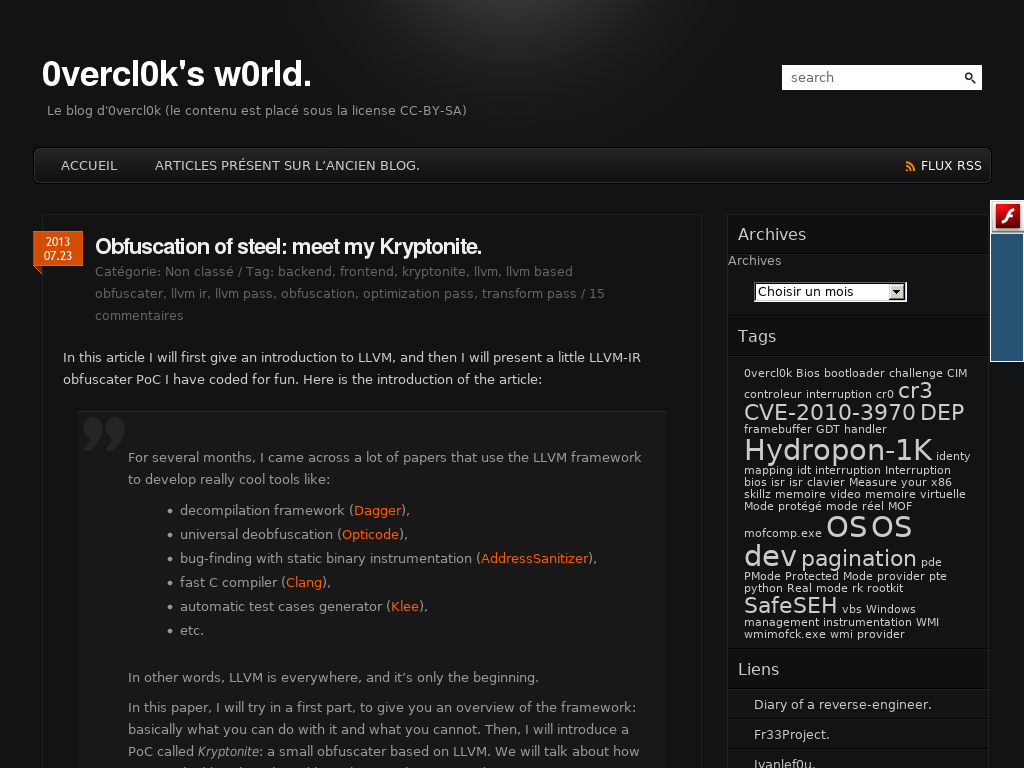 0vercl0k's w0rld.
Le blog d'0vercl0k (le contenu est placé sous la license CC-BY-SA)
search
ACCUEIL
ARTICLES PRÉSENT SUR L’ANCIEN BLOG.
FLUX RSS
2013
07.23
Obfuscation of steel: meet my Kryptonite.
Catégorie: Non classé / Tag: backend, frontend, kryptonite, llvm, llvm based
obfuscater, llvm ir, llvm pass, obfuscation, optimization pass, transform pass / 15
commentaires
In this article I will first give an introduction to LLVM, and then I will present a little LLVM-IR
obfuscater PoC I have coded for fun. Here is the introduction of the article:
For several months, I came across a lot of papers that use the LLVM framework
to develop really cool tools like:
• decompilation framework (Dagger),
• universal deobfuscation (Opticode),
• bug-finding with static binary instrumentation (AddressSanitizer),
• fast C compiler (Clang),
• automatic test cases generator (Klee),
• etc.
In other words, LLVM is everywhere, and it’s only the beginning.
In this paper, I will try in a first part, to give you an overview of the framework:
basically what you can do with it and what you cannot. Then, I will introduce a
PoC called Kryptonite: a small obfuscater based on LLVM. We will talk about how
Archives
Archives
Choisir un mois
Tags
0vercl0k Bios bootloader challenge CIM
controleur interruption cr0 cr3
CVE-2010-3970 DEP
framebuffer GDT handler
Hydropon-1K identy
mapping idt interruption Interruption
bios isr isr clavier Measure your x86
skillz memoire video memoire virtuelle
Mode protégé mode réel MOF
mofcomp.exe OS OS
dev pagination pde
PMode Protected Mode provider pte
python Real mode rk rootkit
SafeSEH vbs Windows
management instrumentation WMI
wmimofck.exe wmi provider
Liens
Diary of a reverse-engineer.
Fr33Project.
Ivanlef0u.